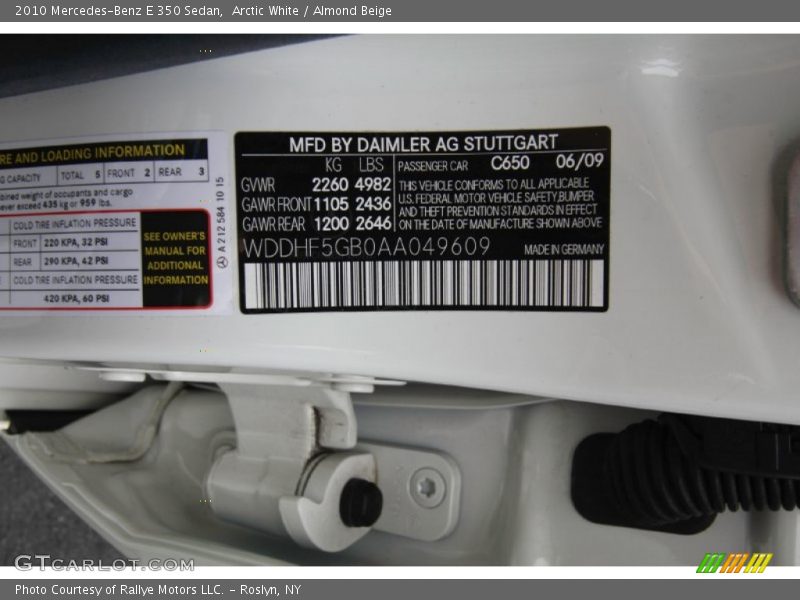 2010 Mercedes-Benz E 350 Sedan, Arctic White / Almond Beige
RE AND LOADING INFORMATION
CAPACITY TOTAL 5 FRONT 2 REAR 3
bined weight of occupants and cargo
ever exceed 435 kg or 959 lbs.
COLD TIRE INFLATION PRESSURE
FRONT 220 KPA, 32 PSI
REAR 290 KPA, 42 PSI
COLD TIRE INFLATION PRESSURE
420 KPA, 60 PSI
SEE OWNER'S
MANUAL FOR
ADDITIONAL
INFORMATION
A 212 584 10 15
MFD BY DAIMLER AG STUTTGART
KG LBS
GVWR 2260 4982
GAWR FRONT 1105 2436
GAWR REAR 1200 2646
PASSENGER CAR C650 06/09
THIS VEHICLE CONFORMS TO ALL APPLICABLE
U.S. FEDERAL MOTOR VEHICLE SAFETY,BUMPER,
AND THEFT PREVENTION STANDARDS IN EFFECT
ON THE DATE OF MANUFACTURE SHOWN ABOVE
WDDHF5GB0AA049609 MADE IN GERMANY
GTCarLot.com
Photo Courtesy of Rallye Motors LLC. - Roslyn, NY